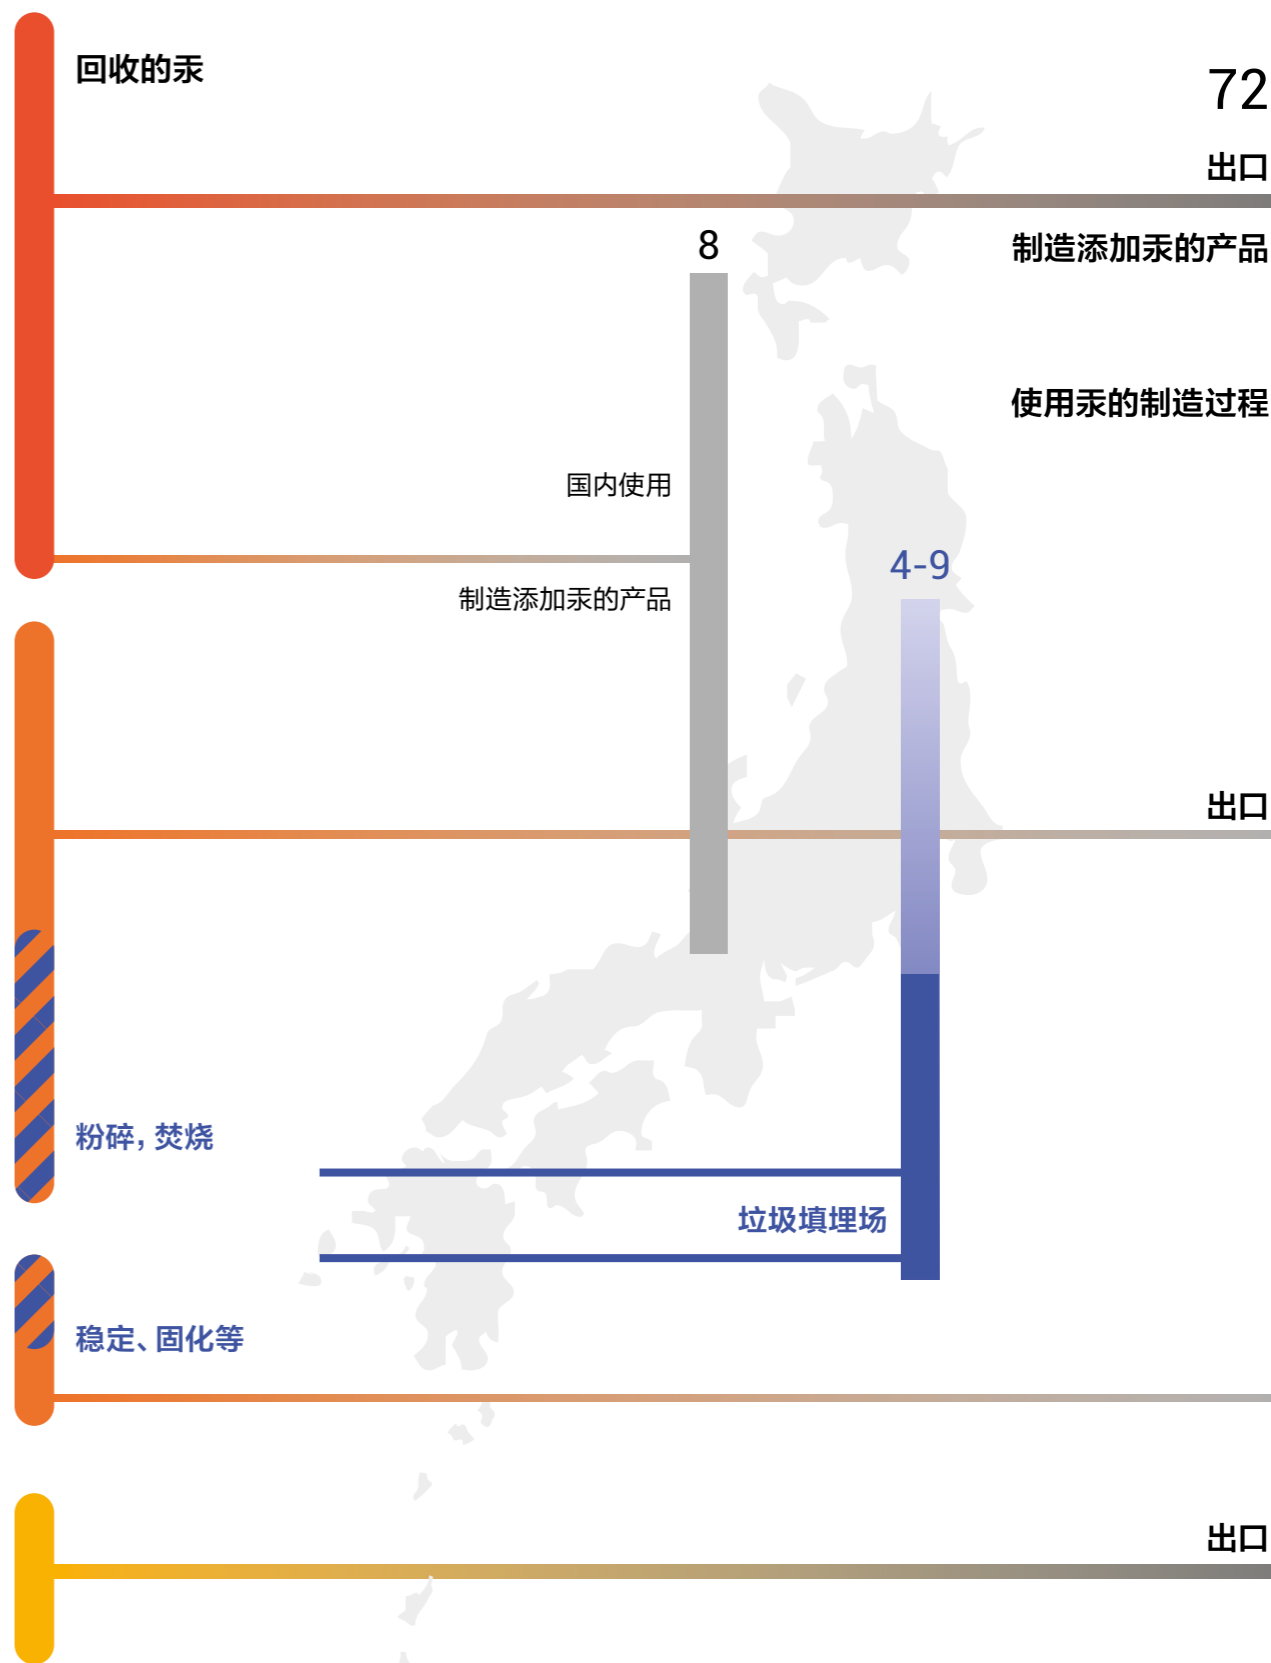 回收的汞
72
出口
8
制造添加汞的产品
使用汞的制造过程
国内使用
4-9
制造添加汞的产品
出口
粉碎，焚烧
垃圾填埋场
稳定、固化等
出口